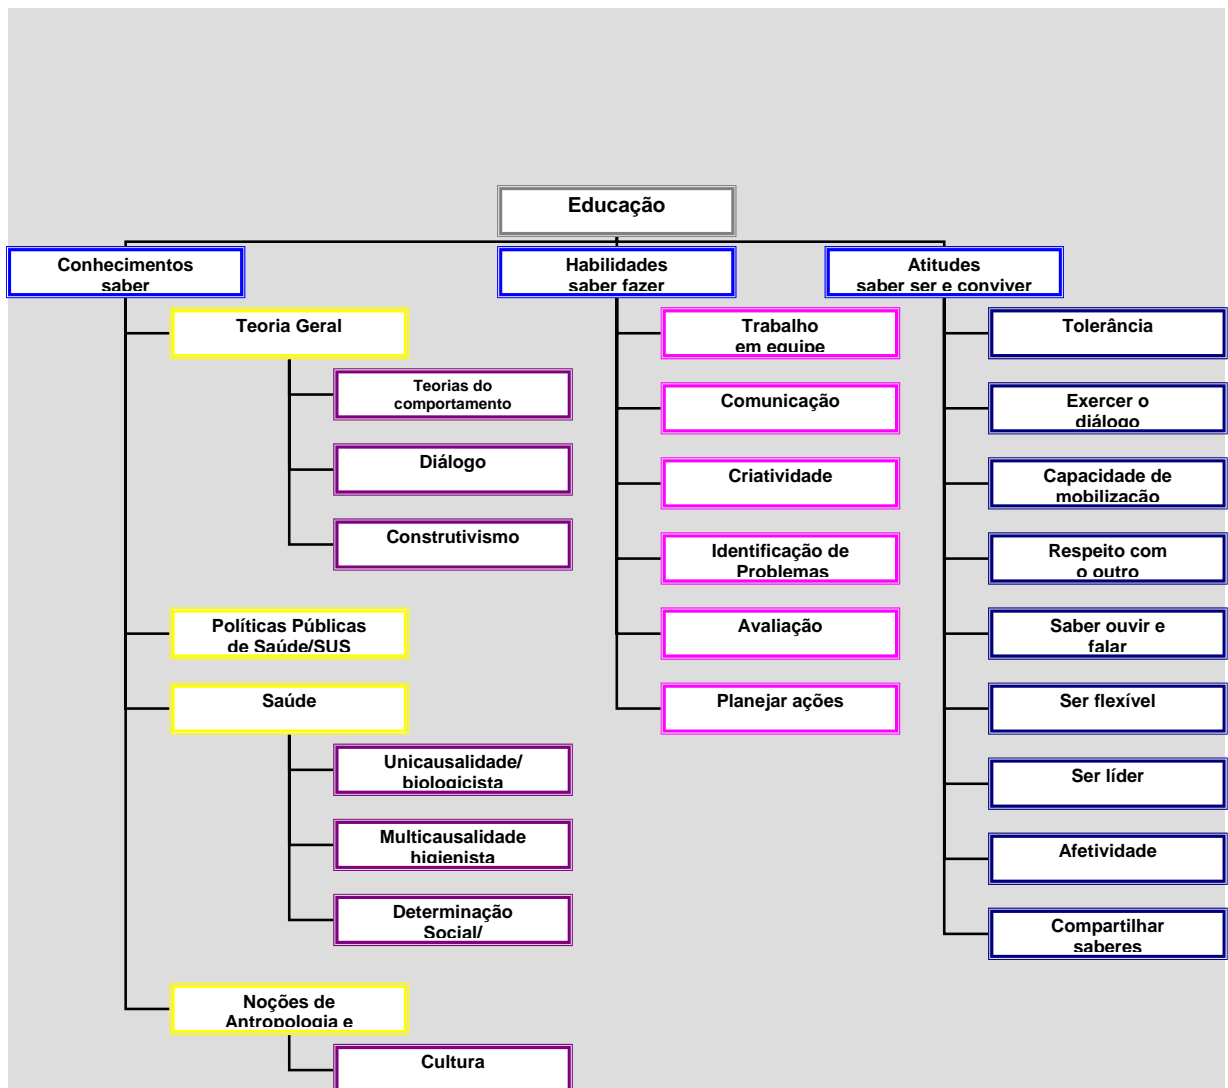 Educação
Conhecimentos
saber
Habilidades
saber fazer
Atitudes
saber ser e conviver
Teoria Geral
Teorias do
comportamento
Diálogo
Construtivismo
Políticas Públicas
de Saúde/SUS
Saúde
Unicausalidade/
biologicista
Multicausalidade
higienista
Determinação
Social/
Noções de
Antropologia e
Cultura
Trabalho
em equipe
Comunicação
Criatividade
Identificação de
Problemas
Avaliação
Planejar ações
Tolerância
Exercer o
diálogo
Capacidade de
mobilização
Respeito com
o outro
Saber ouvir e
falar
Ser flexível
Ser líder
Afetividade
Compartilhar
saberes